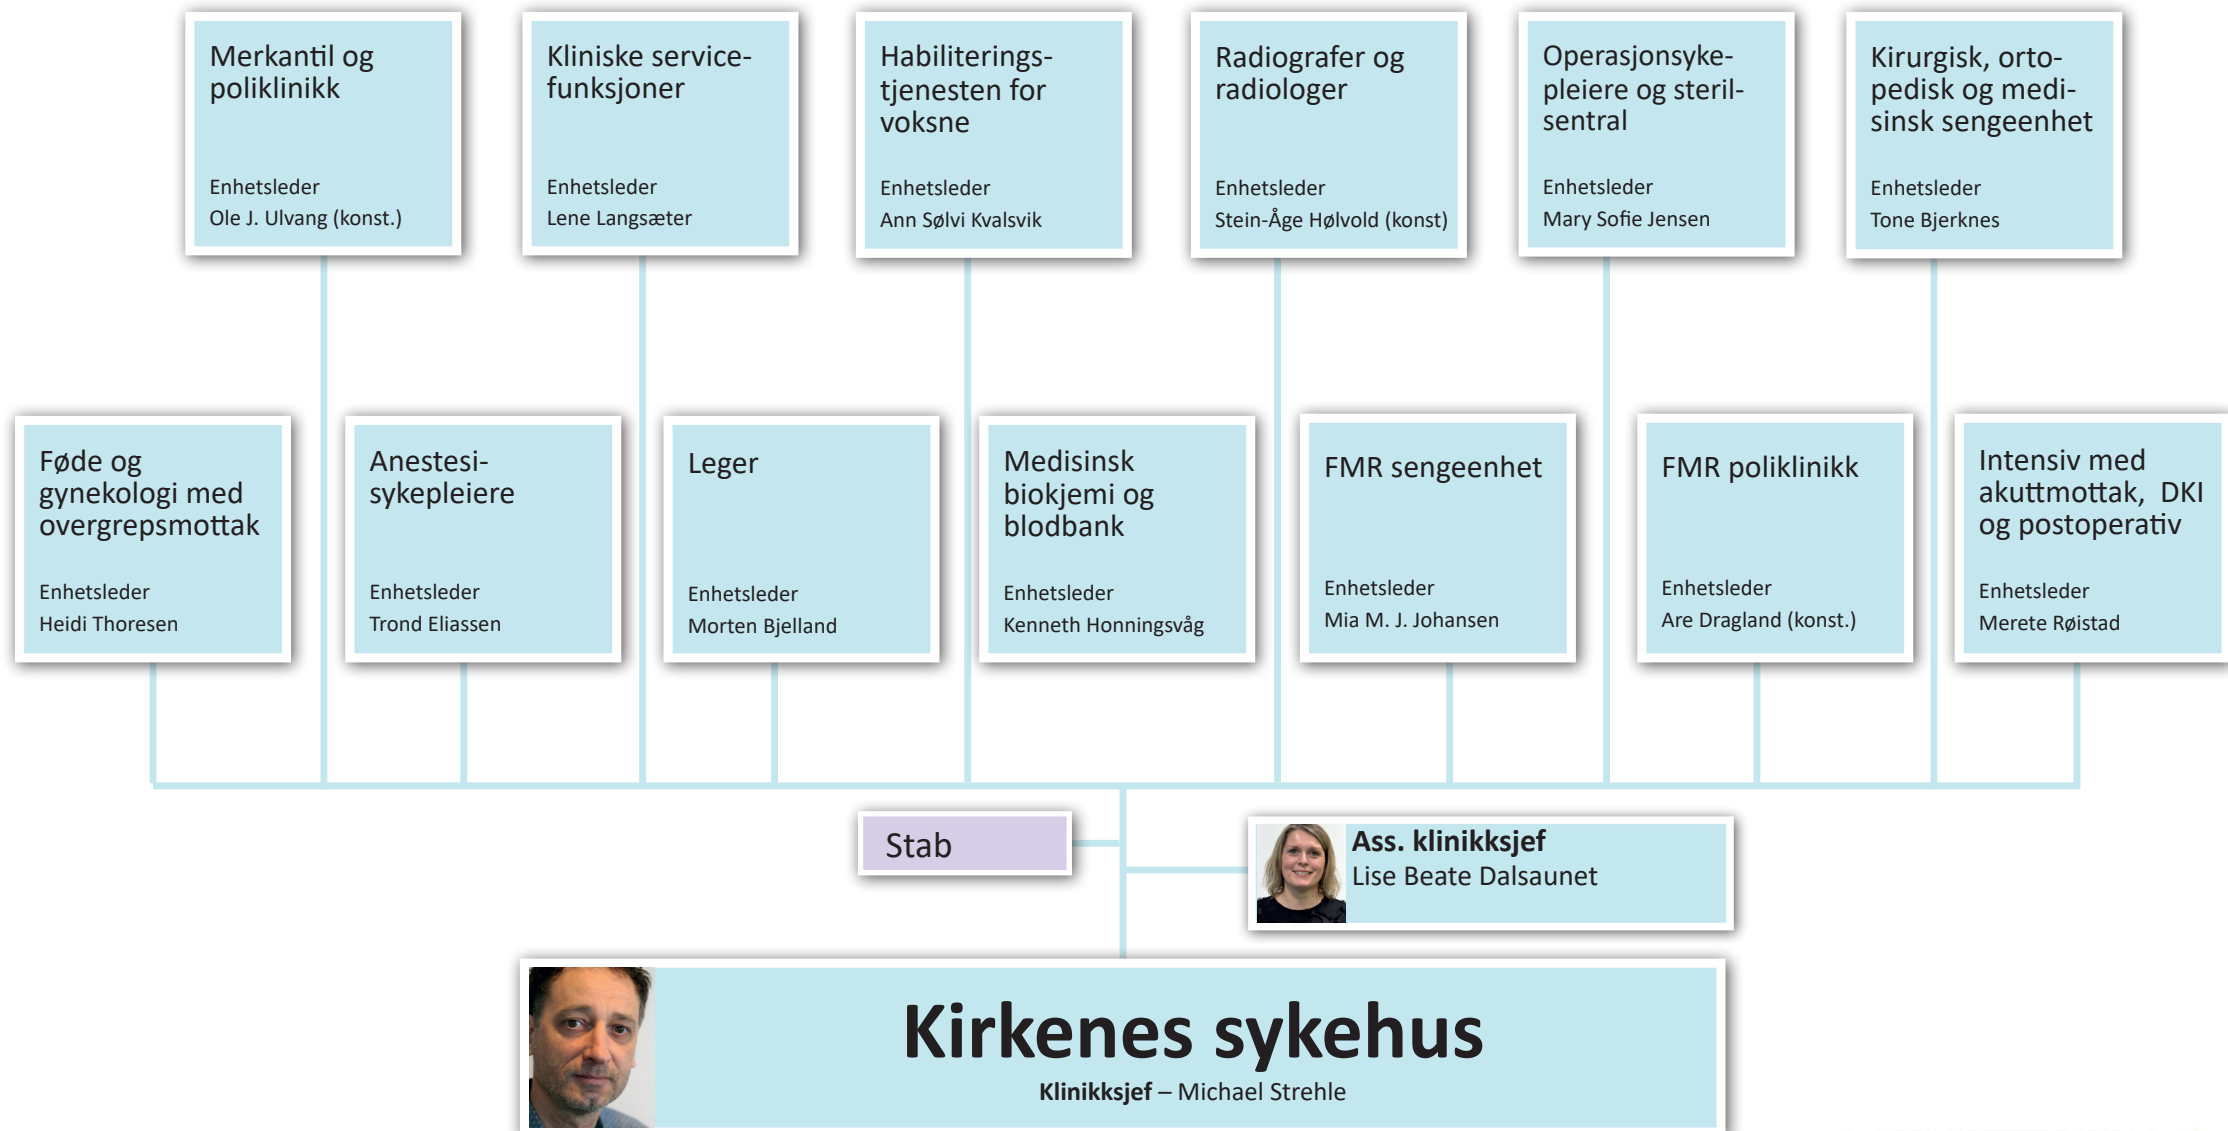 Merkantil og
poliklinikk
Enhetsleder
Ole J. Ulvang (konst.)
Kliniske service-
funksjoner
Enhetsleder
Lene Langsæter
Habiliterings-
tjenesten for
voksne
Enhetsleder
Ann Sølvi Kvalsvik
Radiografer og
radiologer
Enhetsleder
Stein-Åge Hølvold (konst)
Operasjonsyke-
pleiere og steril-
sentral
Enhetsleder
Mary Sofie Jensen
Kirurgisk, orto-
pedisk og medi-
sinsk sengeenhet
Enhetsleder
Tone Bjerknes
Føde og
gynekologi med
overgrepsmottak
Enhetsleder
Heidi Thoresen
Anestesi-
sykepleiere
Enhetsleder
Trond Eliassen
Leger
Enhetsleder
Morten Bjelland
Medisinsk
biokjemi og
blodbank
Enhetsleder
Kenneth Honningsvåg
FMR sengeenhet
Enhetsleder
Mia M. J. Johansen
FMR poliklinikk
Enhetsleder
Are Dragland (konst.)
Intensiv med
akuttmottak, DKI
og postoperativ
Enhetsleder
Merete Røistad
Stab
Ass. klinikksjef
Lise Beate Dalsaunet
Kirkenes sykehus
Klinikksjef – Michael Strehle